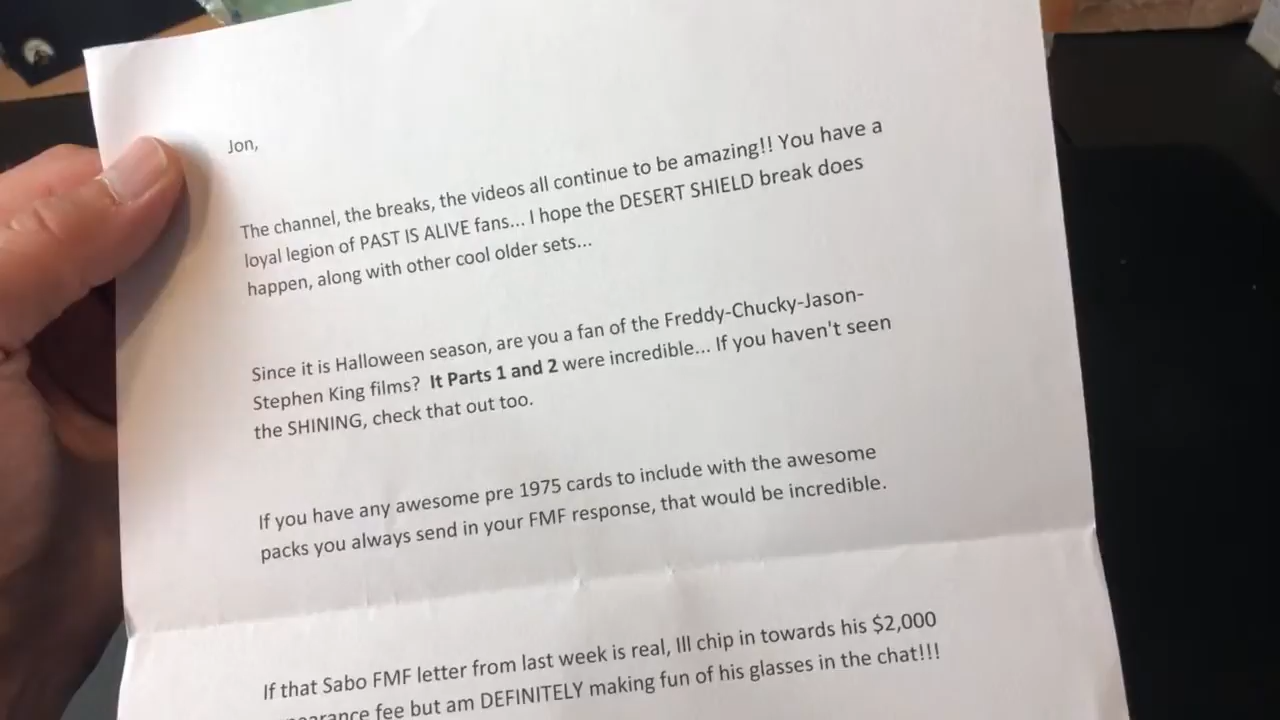 Jon,
The channel, the breaks, the videos all continue to be amazing!! You have a
loyal legion of PAST IS ALIVE fans... I hope the DESERT SHIELD break does
happen, along with other cool older sets...
Since it is Halloween season, are you a fan of the Freddy-Chucky-Jason-
Stephen King films? It Parts 1 and 2 were incredible... If you haven't seen
the SHINING, check that out too.
If you have any awesome pre 1975 cards to include with the awesome
packs you always send in your FMF response, that would be incredible.
If that Sabo FMF letter from last week is real, Ill chip in towards his $2,000
fee but am DEFINITELY making fun of his glasses in the chat!!!